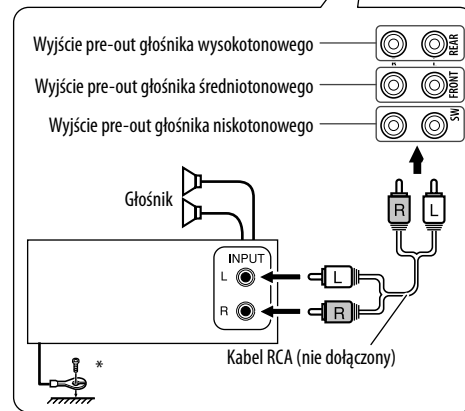 Wyjście pre-out głośnika wysokotonowego
REAR
R L
Wyjście pre-out głośnika średniotonowego
FRONT
Wyjście pre-out głośnika niskotonowego
SW
R L
Głośnik
INPUT
L
L
R
R
Kabel RCA (nie dołączony)
*